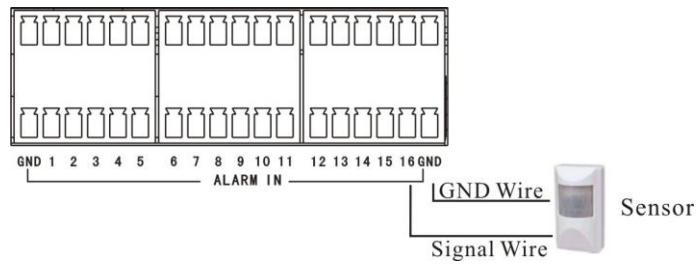 GND 1 2 3 4 5 6 7 8 9 10 11 12 13 14 15 16 GND
ALARM IN
GND Wire
Sensor
Signal Wire